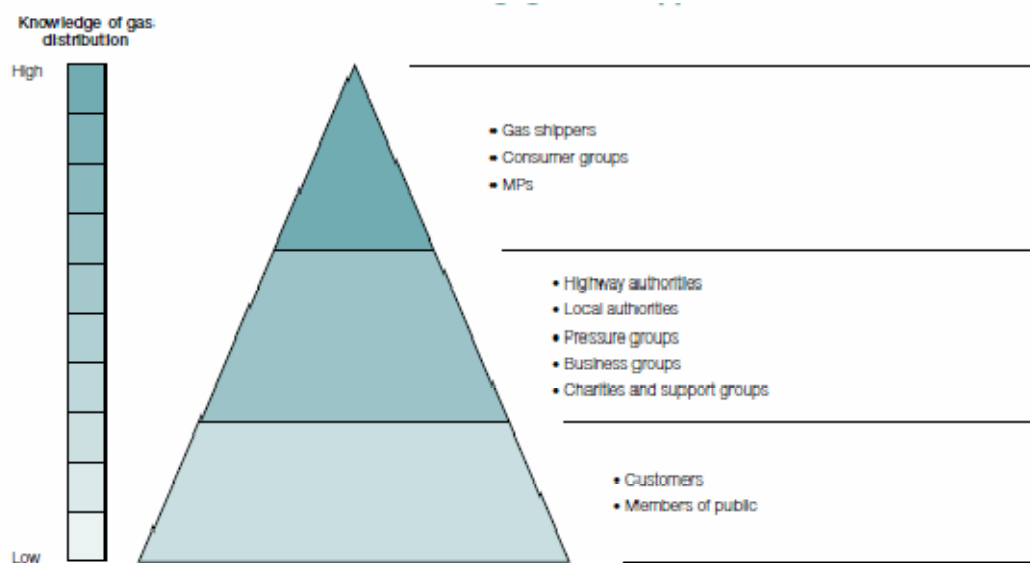 Knowledge of gas
distribution
High
• Gas shippers
• Consumer groups
• MPs
• Highway authorities
• Local authorities
• Pressure groups
• Business groups
• Charities and support groups
• Customers
• Members of public
Low